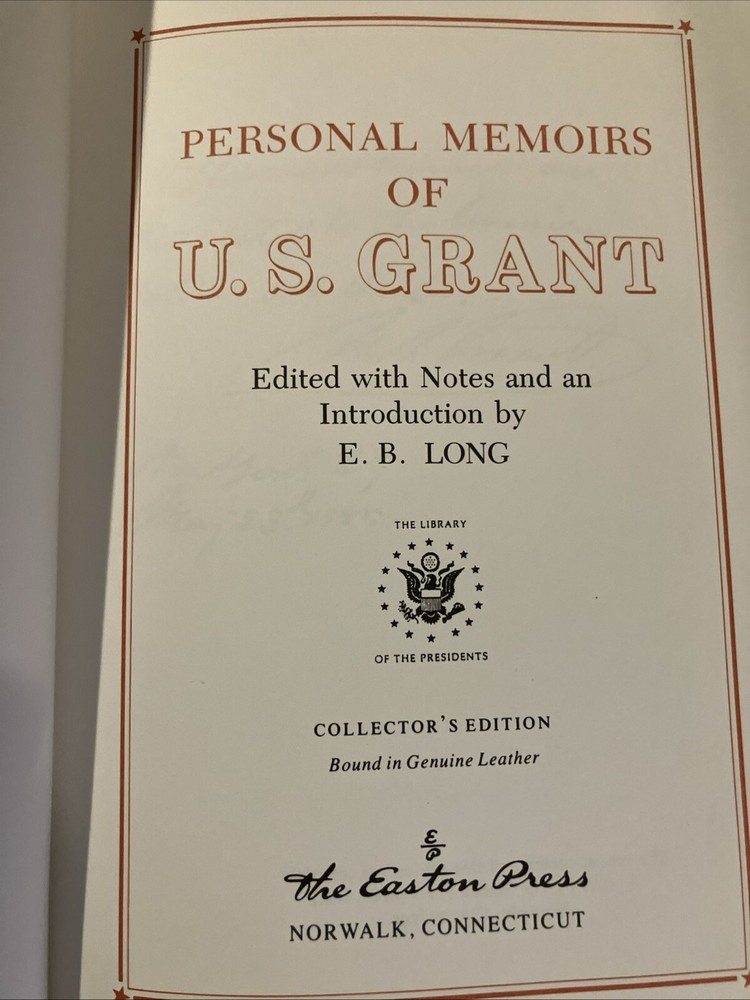 PERSONAL MEMOIRS
OF
U. S. GRANT
Edited with Notes and an
Introduction by
E. B. LONG
THE LIBRARY
OF THE PRESIDENTS
COLLECTOR'S EDITION
Bound in Genuine Leather
E
P
The Easton Press
NORWALK, CONNECTICUT